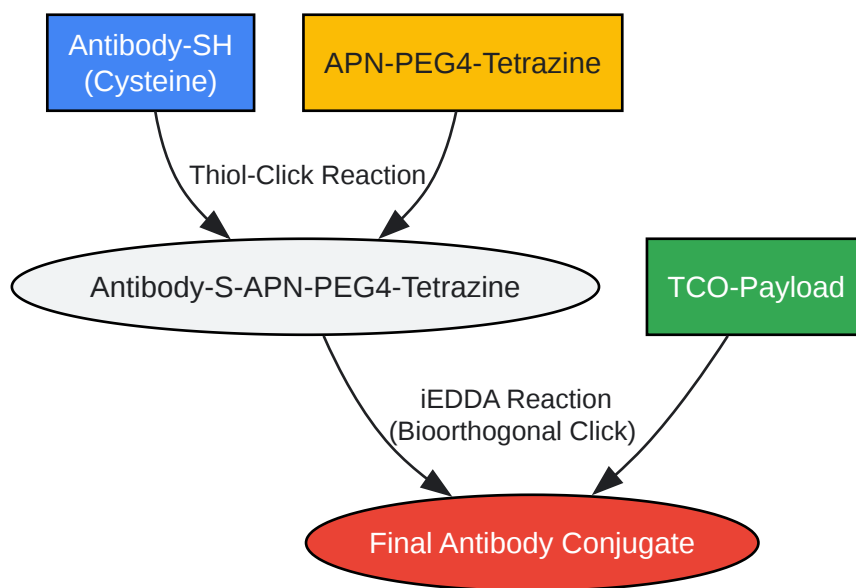 Antibody-SH
(Cysteine)
APN-PEG4-Tetrazine
Thiol-Click Reaction
Antibody-S-APN-PEG4-Tetrazine
TCO-Payload
iEDDA Reaction
(Bioorthogonal Click)
Final Antibody Conjugate